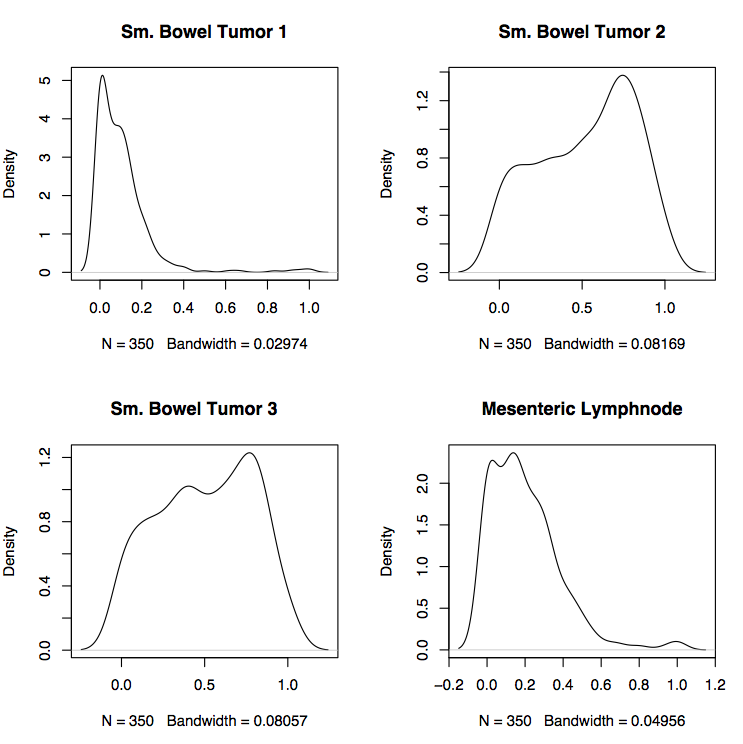 Sm. Bowel Tumor 1
Density
5
4
3
2
1
0
0.0 0.2 0.4 0.6 0.8 1.0
N = 350 Bandwidth = 0.02974
Sm. Bowel Tumor 2
Density
1.2
0.8
0.4
0.0
0.0 0.5 1.0
N = 350 Bandwidth = 0.08169
Sm. Bowel Tumor 3
Density
1.2
0.8
0.4
0.0
0.0 0.5 1.0
N = 350 Bandwidth = 0.08057
Mesenteric Lymphnode
Density
2.0
1.5
1.0
0.5
0.0
−0.2 0.0 0.2 0.4 0.6 0.8 1.0 1.2
N = 350 Bandwidth = 0.04956